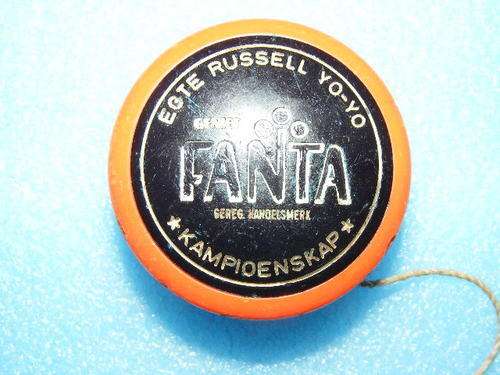 EGTE RUSSELL YO-YO
FANTA
GEREG. HANDELSMERK
★ KAMPIOENSKAP ★